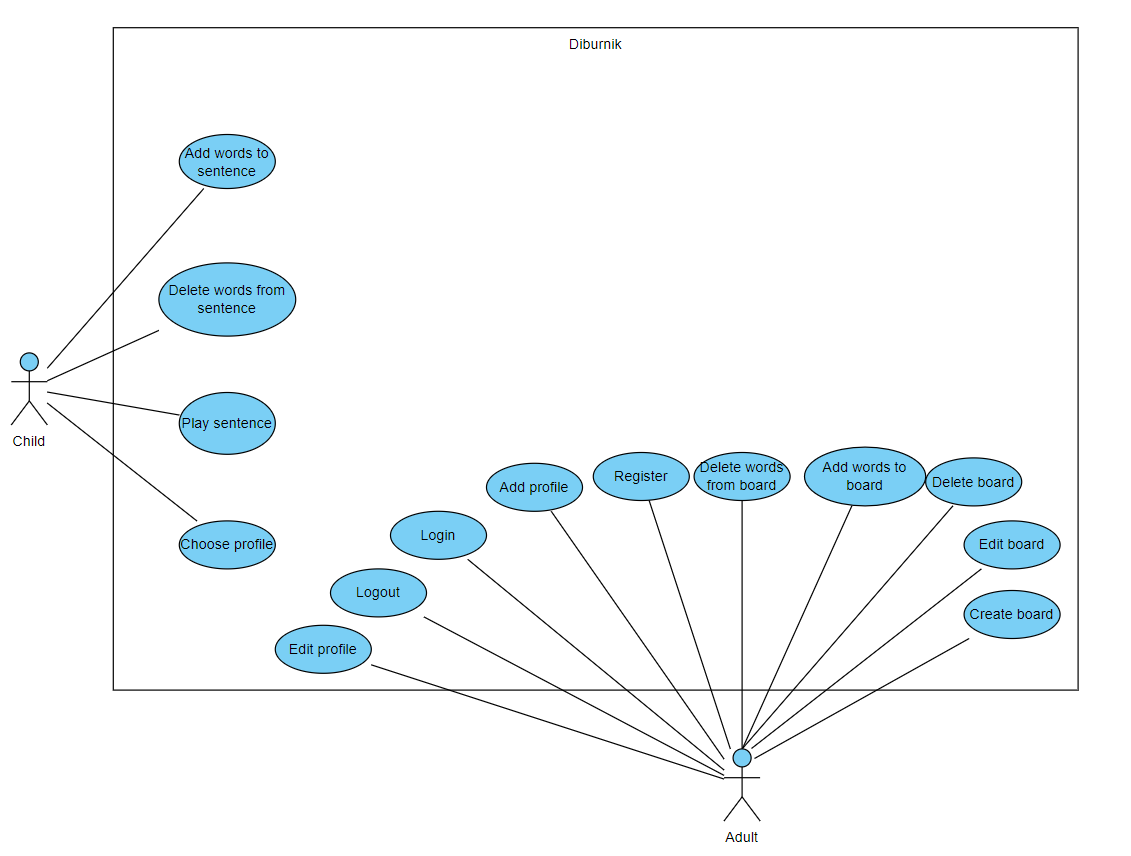 Diburnik
Add words to
sentence
Delete words from
sentence
Child
Play sentence
Choose profile
Edit profile
Logout
Login
Add profile
Register
Delete words
from board
Add words to
board
Delete board
Edit board
Create board
Adult